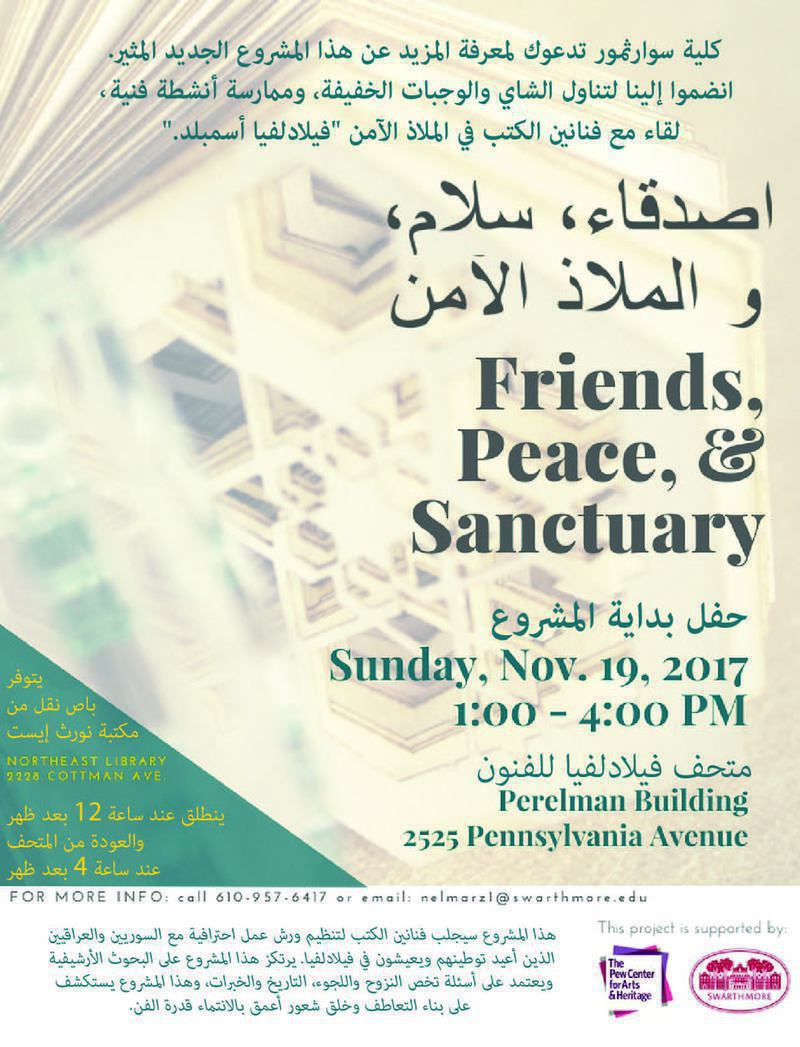 كلية سوارثمور تدعوك لمعرفة المزيد عن هذا المشروع الجديد المثير.
انضموا إلينا لتناول الشاي والوجبات الخفيفة، وممارسة أنشطة فنية،
لقاء مع فنانين الكتب في الملاذ الآمن "فيلادلفيا أسمبلد."
اصدقاء، سلام،
و الملاذ الآمن
Friends,
Peace, &
Sanctuary
حفل بداية المشروع
Sunday, Nov. 19, 2017
1:00 - 4:00 PM
متحف فيلادلفيا للفنون
Perelman Building
2525 Pennsylvania Avenue
يتوفر
باص نقل من
مكتبة نورث إيست
NORTHEAST LIBRARY
2228 COTTMAN AVE.
ينطلق عند ساعة 12 بعد ظهر
والعودة من المتحف
عند ساعة 4 بعد ظهر
FOR MORE INFO: call 610-957-6417 or email: nelmarz1@swarthmore.edu
هذا المشروع سيجلب فنانين الكتب لتنظيم ورش عمل احترافية مع السوريين والعراقيين
الذين أعيد توطينهم ويعيشون في فيلادلفيا. يرتكز هذا المشروع على البحوث الأرشيفية
ويعتمد على أسئلة تخص النزوح واللجوء، التاريخ والخبرات، وهذا المشروع يستكشف
على بناء التعاطف وخلق شعور أعمق بالانتماء قدرة الفن.
This project is supported by:
The
Pew Center
for Arts
& Heritage
SWARTHMORE